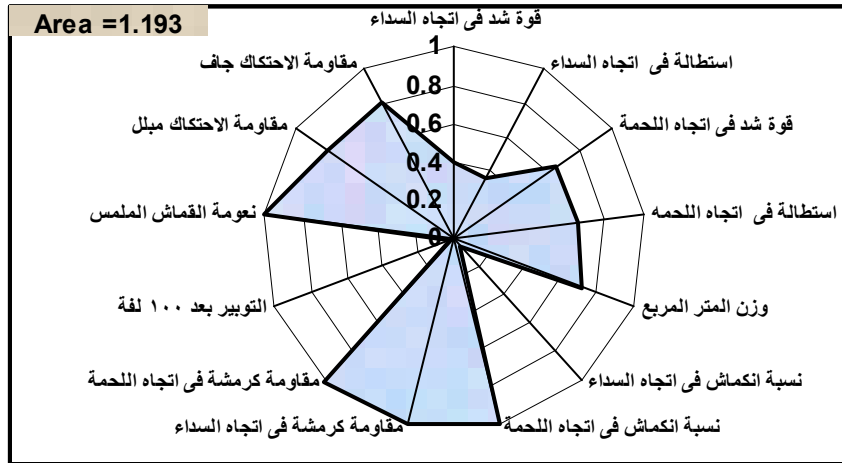 Area =1.193
قوة شد فى اتجاه السداء
استطالة فى اتجاه السداء
قوة شد فى اتجاه اللحمة
استطالة فى اتجاه اللحمه
وزن المتر المربع
نسبة انكماش فى اتجاه السداء
نسبة انكماش فى اتجاه اللحمة
مقاومة كرمشة فى اتجاه السداء
مقاومة كرمشة فى اتجاه اللحمة
التوبير بعد ١٠٠ لفة
نعومة القماش الملمس
مقاومة الاحتكاك مبلل
مقاومة الاحتكاك جاف
1
0.8
0.6
0.4
0.2
0